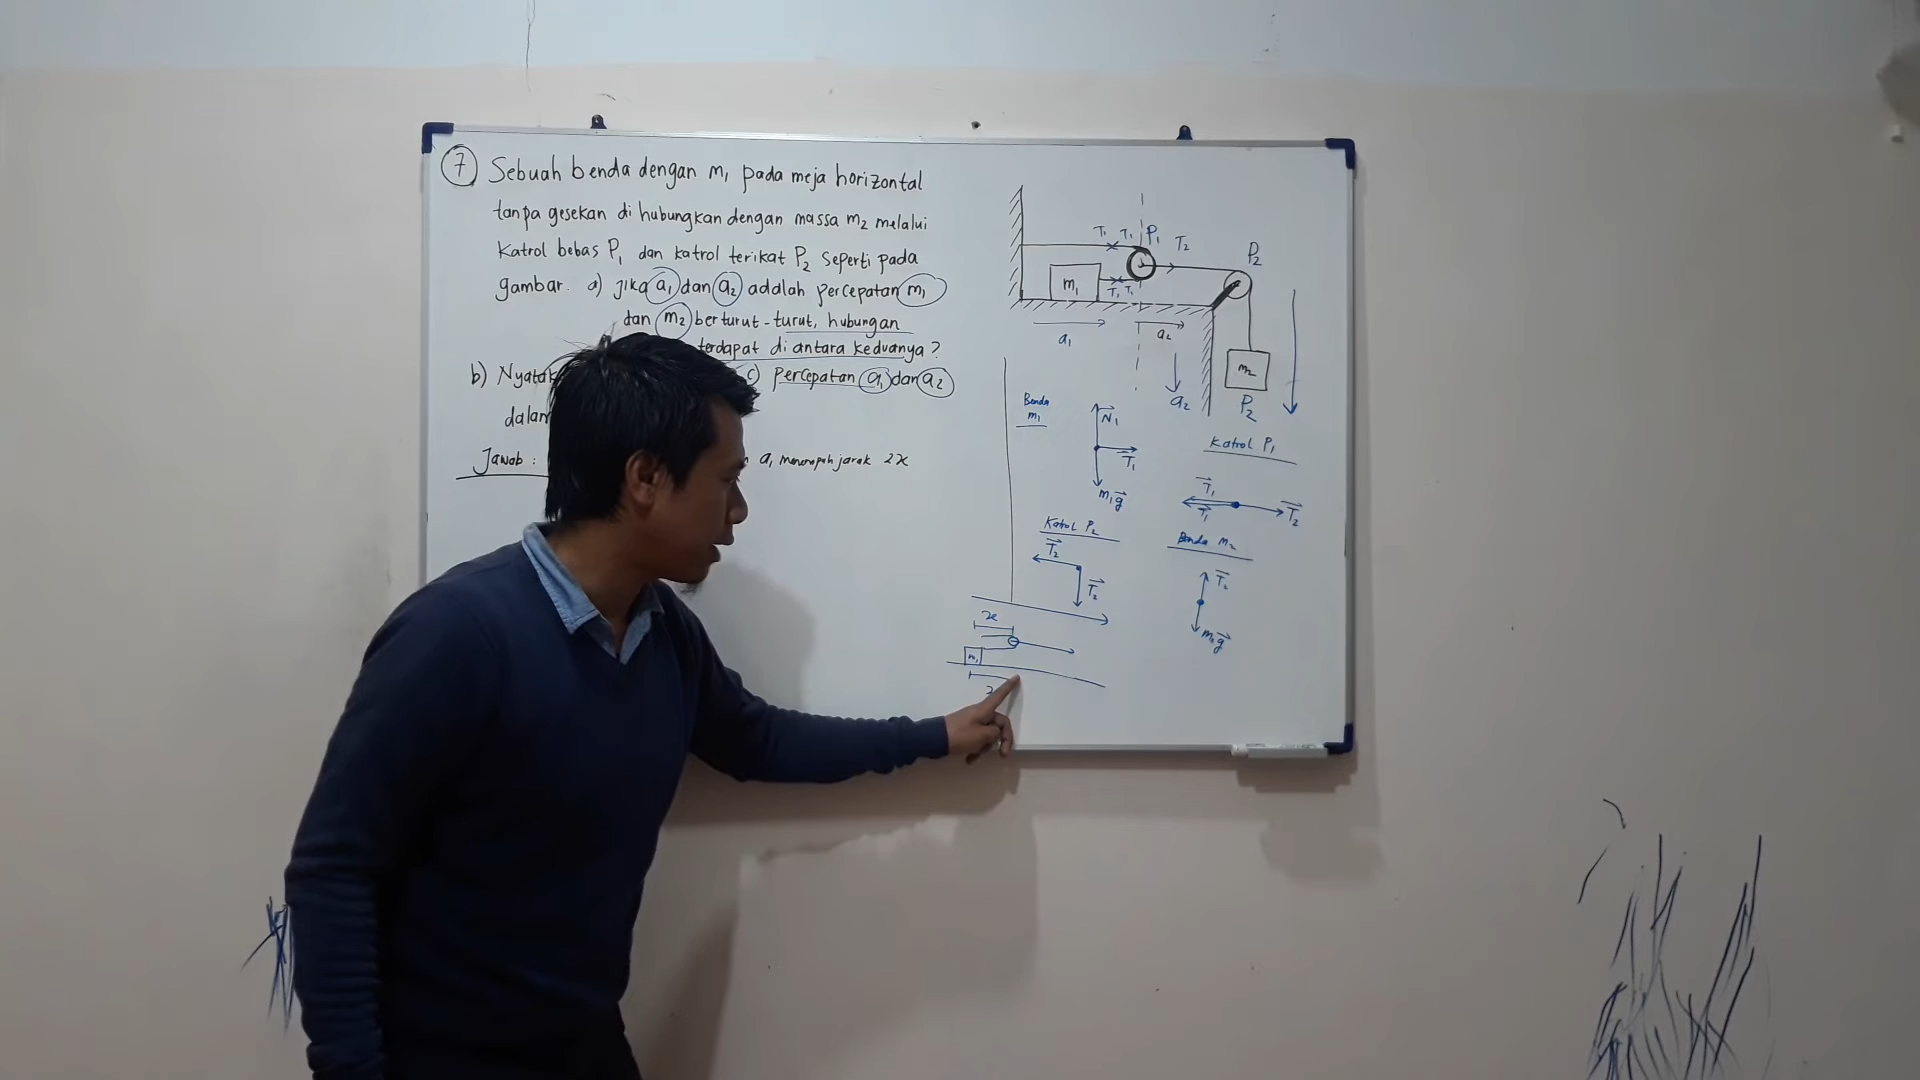 7 Sebuah benda dengan m₁ pada meja horizontal
tanpa gesekan di hubungkan dengan massa m₂ melalui
Katrol bebas P₁ dan katrol terikat P₂ seperti pada
gambar. a) jika a₁ dan a₂ adalah percepatan m₁
dan m₂ berturut-turut, hubungan
terdapat di antara keduanya?
b) c) percepatan a₁ dan a₂
Jawab : a₁ menempuh jarak 2x
T₁ T₁ P₁ T₂ P₂
m₁ T₁ T₁
a₁ a₂
m₂
a₂ P₂
Benda
m₁
N₁
T₁
m₁g
Katrol P₁
T₁
T₁ T₂
Katrol P₂
T₂
T₂
Benda m₂
T₂
m₂g
x
m₁